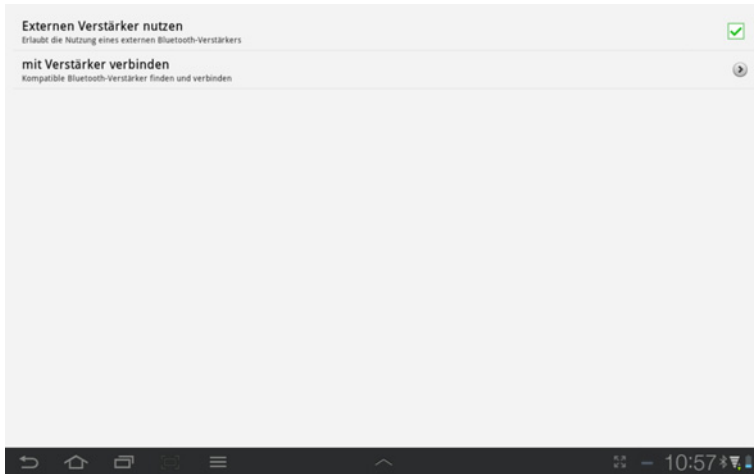 Externen Verstärker nutzen
Erlaubt die Nutzung eines externen Bluetooth-Verstärkers
mit Verstärker verbinden
Kompatible Bluetooth-Verstärker finden und verbinden
10:57